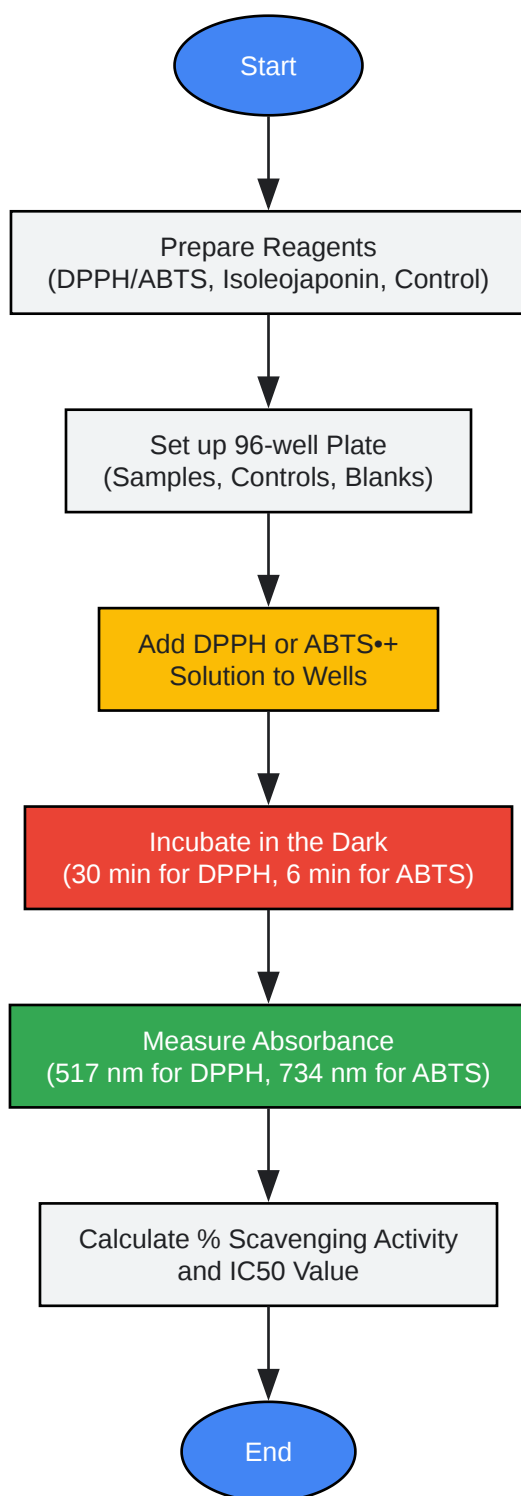 Start
Prepare Reagents
(DPPH/ABTS, Isoleojaponin, Control)
Set up 96-well Plate
(Samples, Controls, Blanks)
Add DPPH or ABTS•+
Solution to Wells
Incubate in the Dark
(30 min for DPPH, 6 min for ABTS)
Measure Absorbance
(517 nm for DPPH, 734 nm for ABTS)
Calculate % Scavenging Activity
and IC50 Value
End